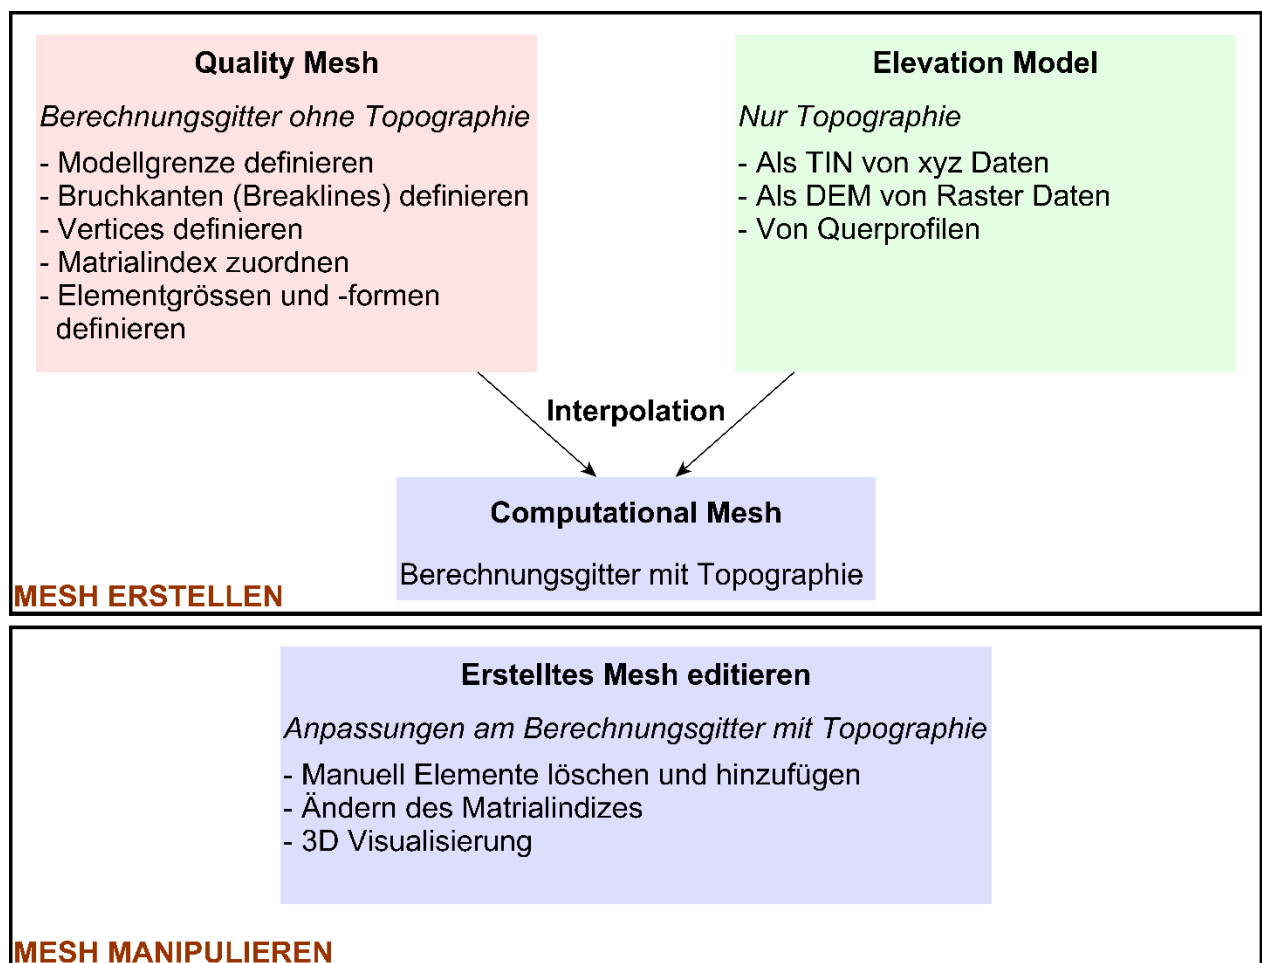 Quality Mesh
Berechnungsgitter ohne Topographie
- Modellgrenze definieren
- Bruchkanten (Breaklines) definieren
- Vertices definieren
- Matrialindex zuordnen
- Elementgrössen und -formen
definieren
Elevation Model
Nur Topographie
- Als TIN von xyz Daten
- Als DEM von Raster Daten
- Von Querprofilen
Interpolation
Computational Mesh
Berechnungsgitter mit Topographie
MESH ERSTELLEN
Erstelltes Mesh editieren
Anpassungen am Berechnungsgitter mit Topographie
- Manuell Elemente löschen und hinzufügen
- Ändern des Matrialindizes
- 3D Visualisierung
MESH MANIPULIEREN